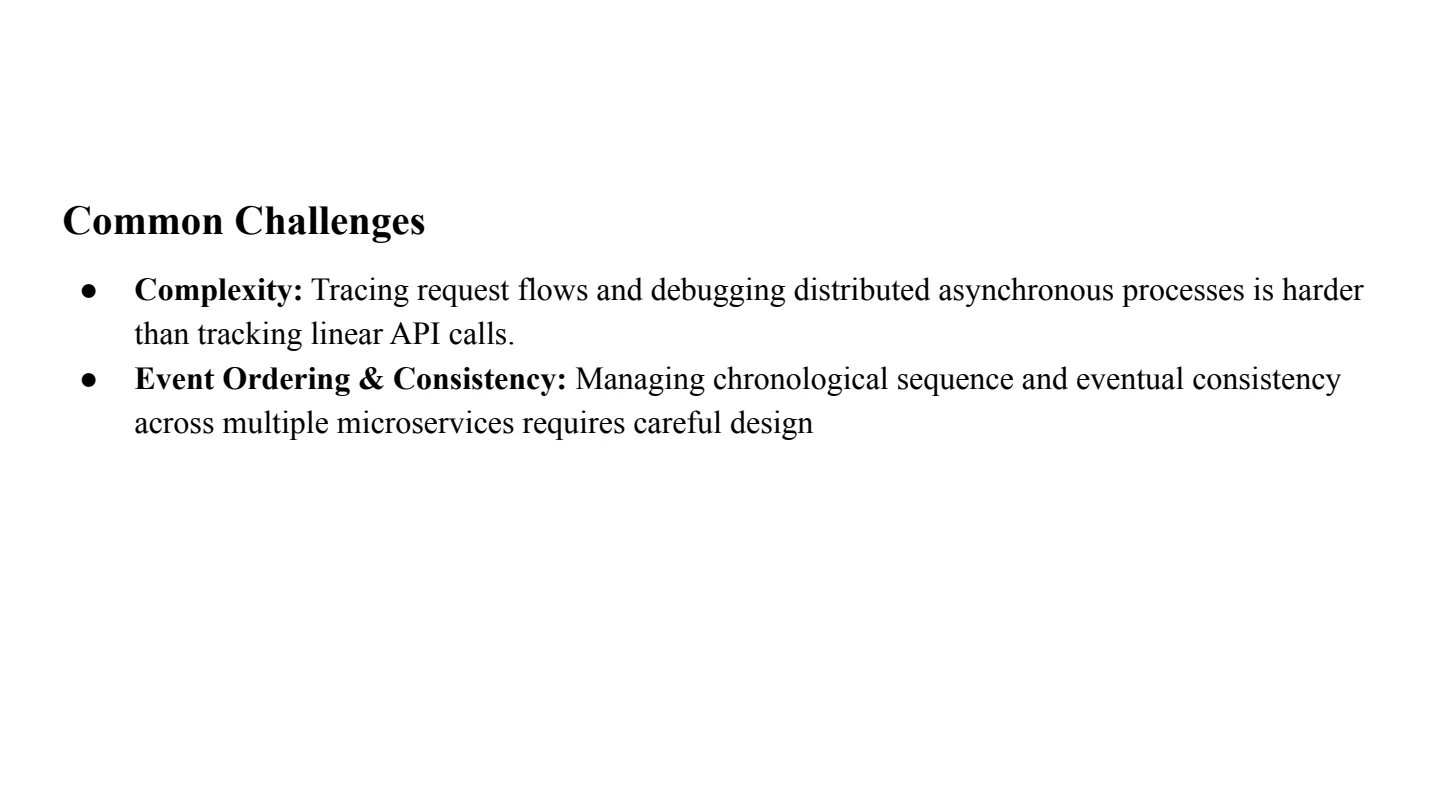 Common Challenges
● Complexity: Tracing request flows and debugging distributed asynchronous processes is harder
than tracking linear API calls.
● Event Ordering & Consistency: Managing chronological sequence and eventual consistency
across multiple microservices requires careful design